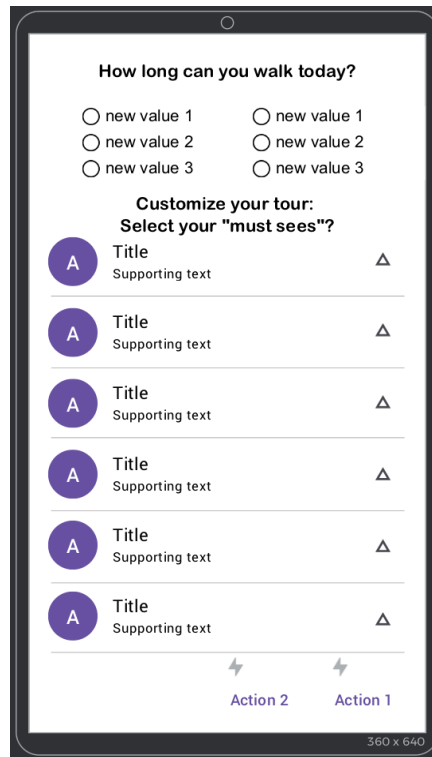 How long can you walk today?
new value 1 new value 1
new value 2 new value 2
new value 3 new value 3
Customize your tour:
Select your "must sees"?
A Title
Supporting text
A Title
Supporting text
A Title
Supporting text
A Title
Supporting text
A Title
Supporting text
A Title
Supporting text
Action 2 Action 1
360 x 640